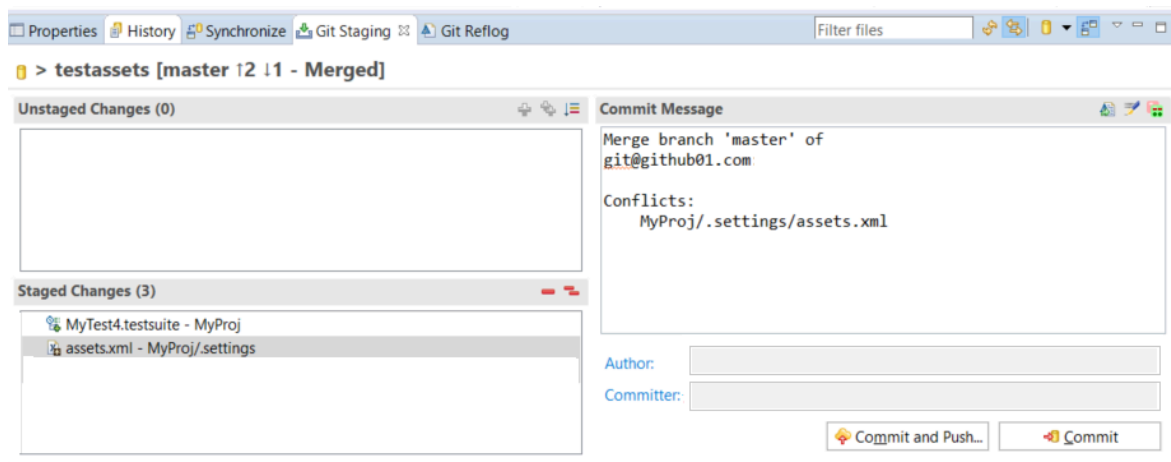 Properties History Synchronize Git Staging Git Reflog Filter files
> testassets [master ↑2 ↓1 - Merged]
Unstaged Changes (0)
Commit Message
Merge branch 'master' of
git@github01.com
Conflicts:
MyProj/.settings/assets.xml
Staged Changes (3)
MyTest4.testsuite - MyProj
assets.xml - MyProj/.settings
Author:
Committer:
Commit and Push...
Commit